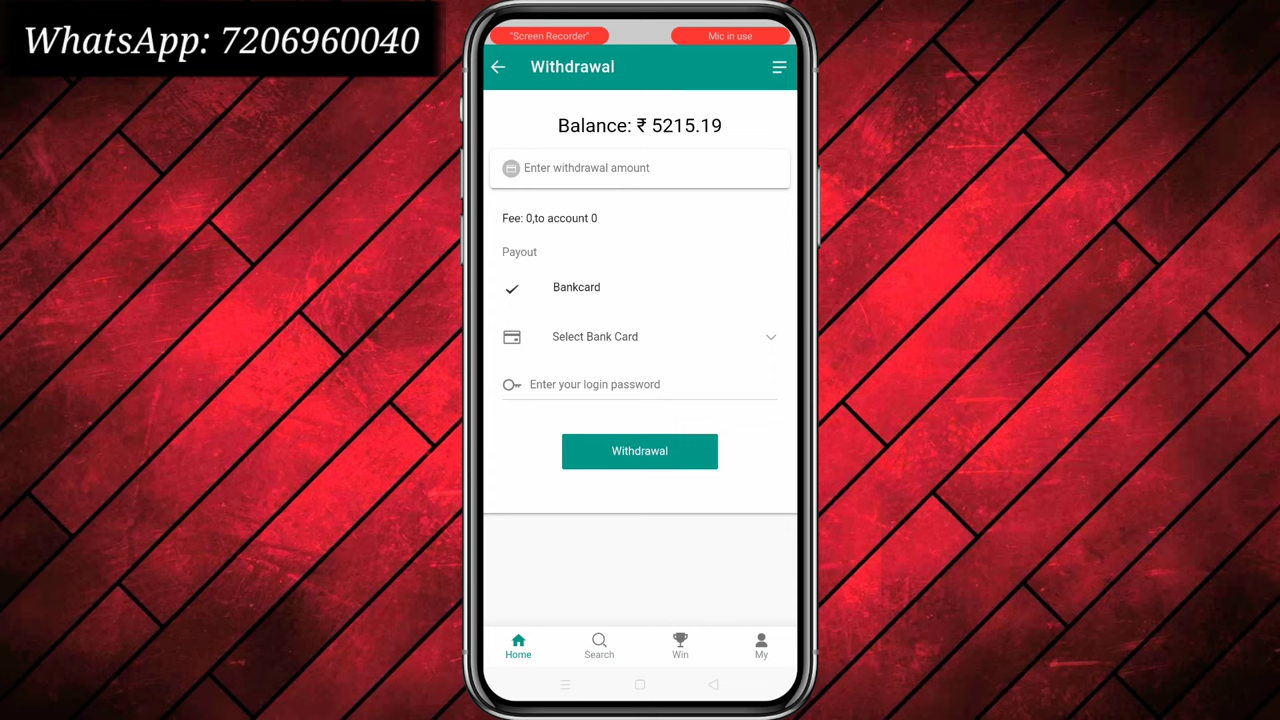 WhatsApp: 7206960040
"Screen Recorder"
Mic in use
Withdrawal
Balance: ₹ 5215.19
Enter withdrawal amount
Fee: 0,to account 0
Payout
Bankcard
Select Bank Card
Enter your login password
Withdrawal
Home
Search
Win
My